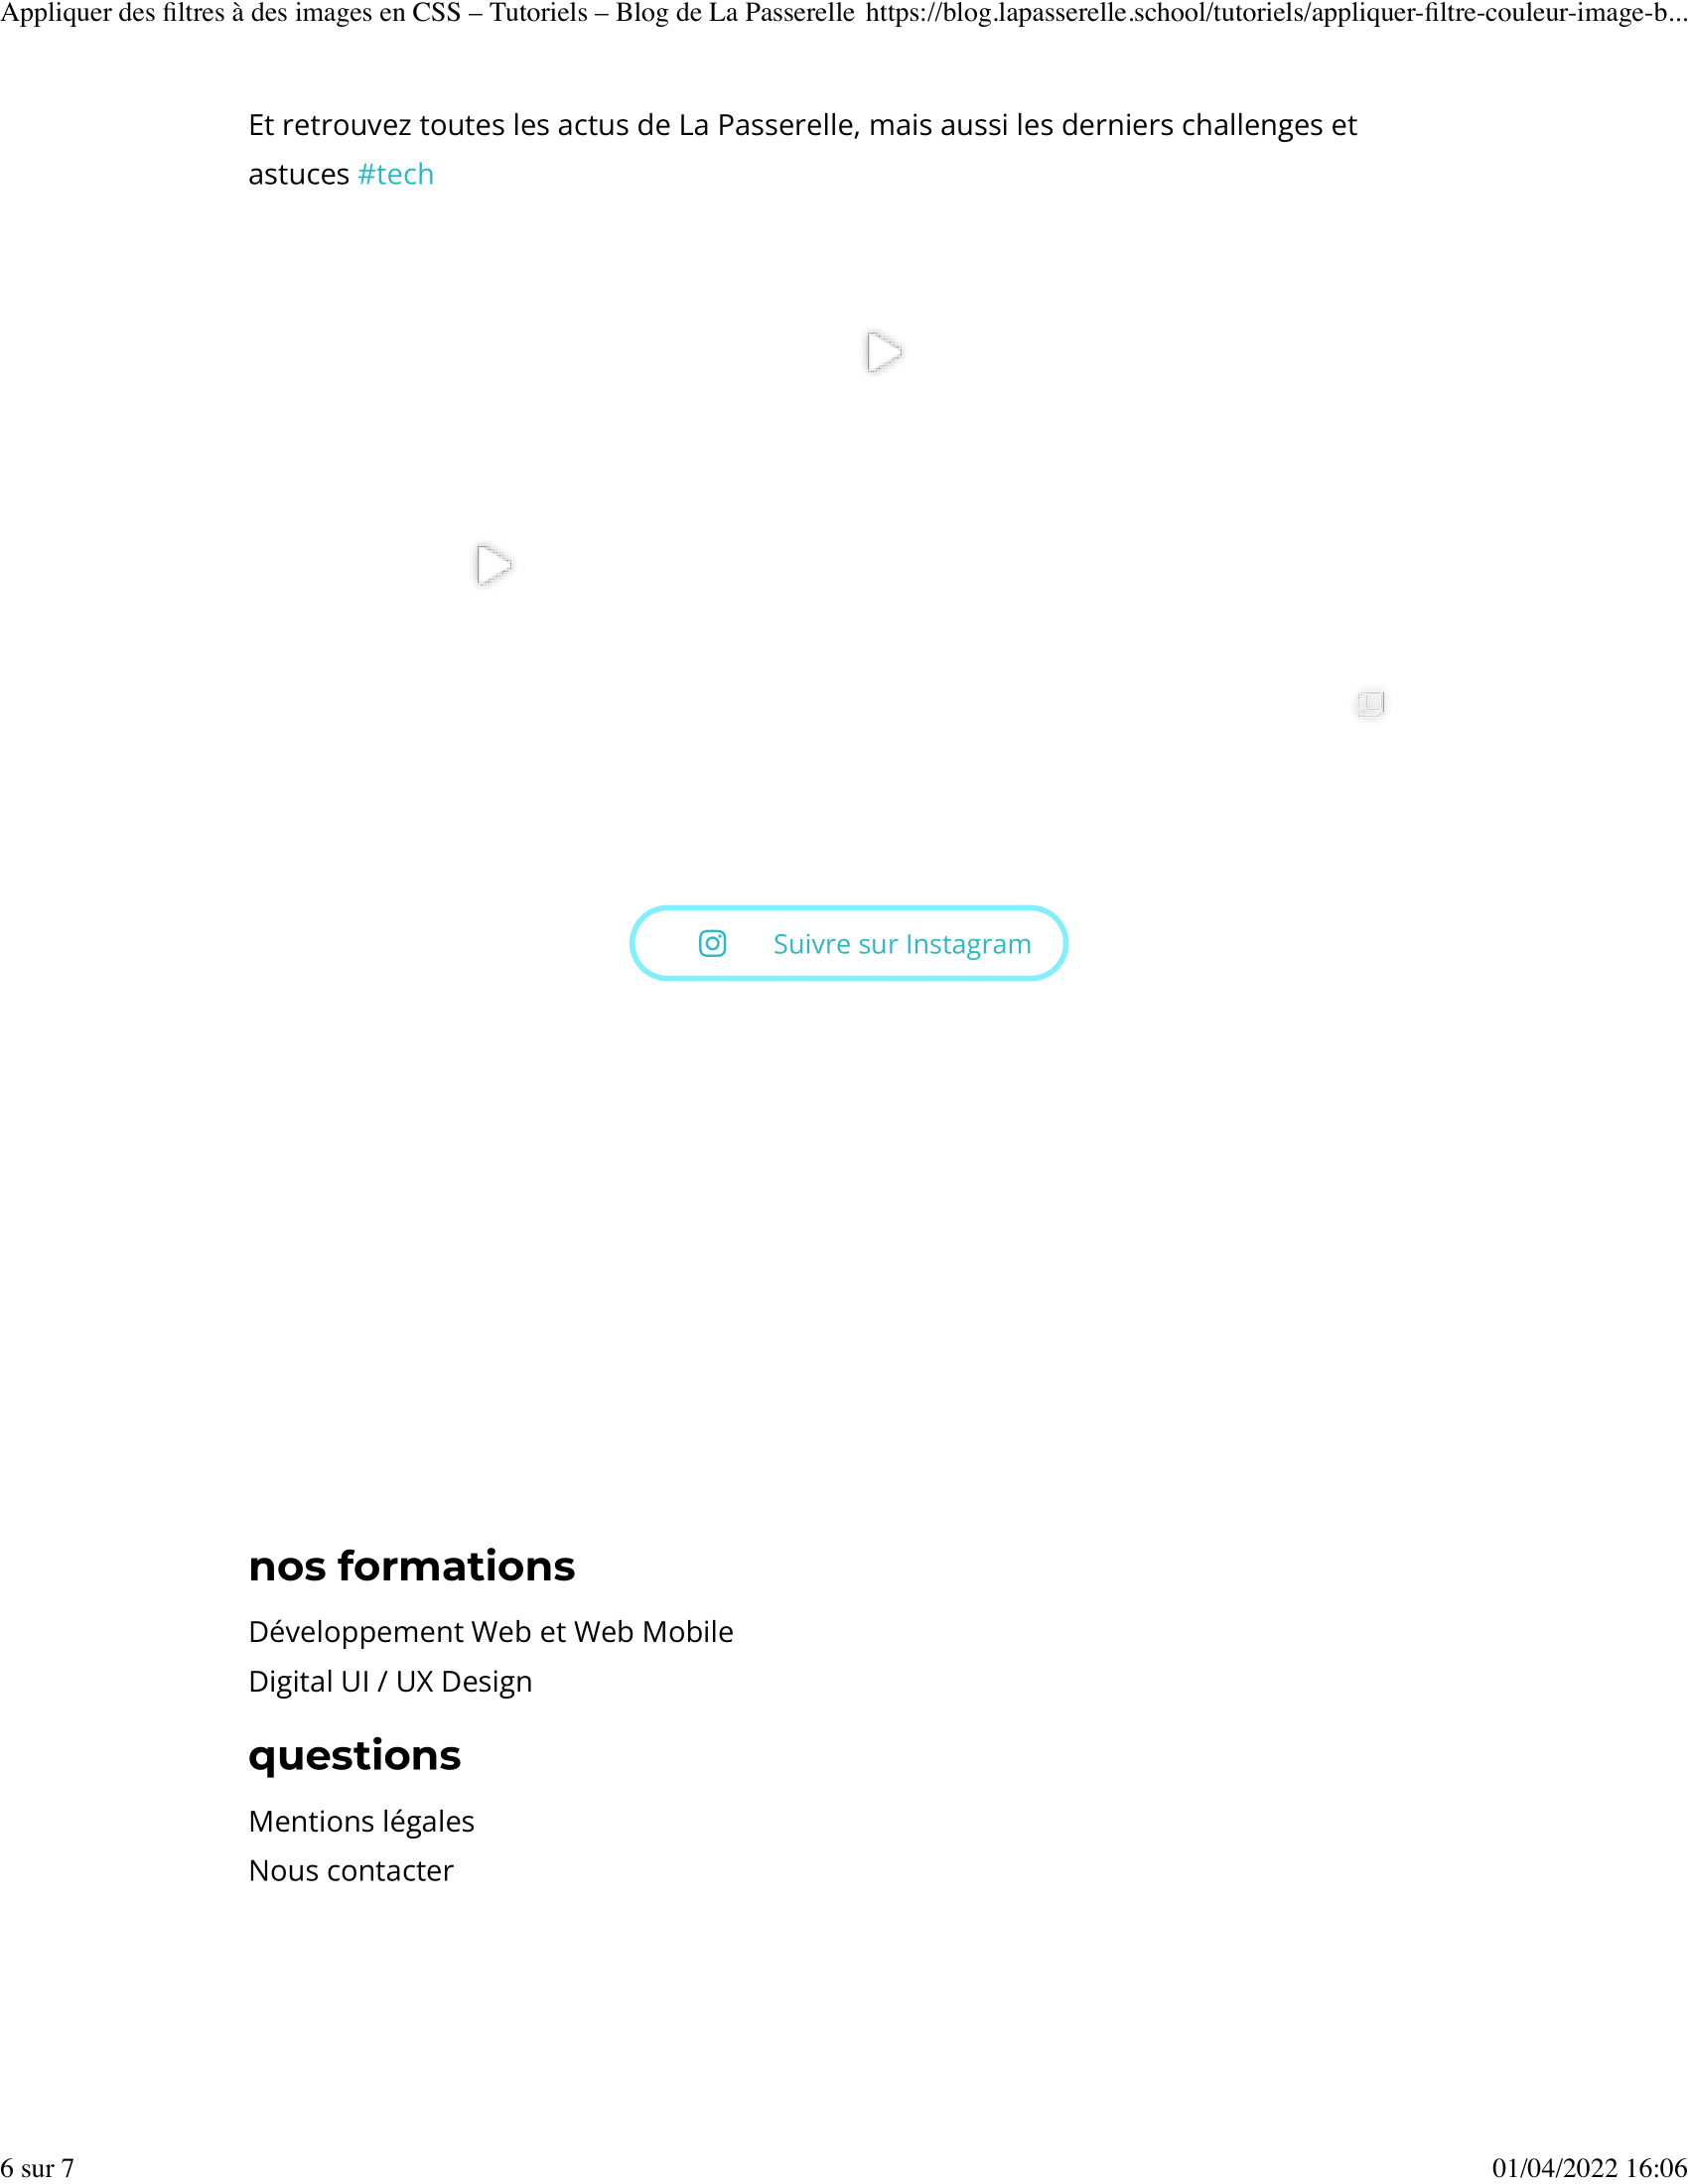 Appliquer des filtres à des images en CSS – Tutoriels – Blog de La Passerelle https://blog.lapasserelle.school/tutoriels/appliquer-filtre-couleur-image-b...
Et retrouvez toutes les actus de La Passerelle, mais aussi les derniers challenges et
astuces #tech
Suivre sur Instagram
nos formations
Développement Web et Web Mobile
Digital UI / UX Design
questions
Mentions légales
Nous contacter
6 sur 7 01/04/2022 16:06